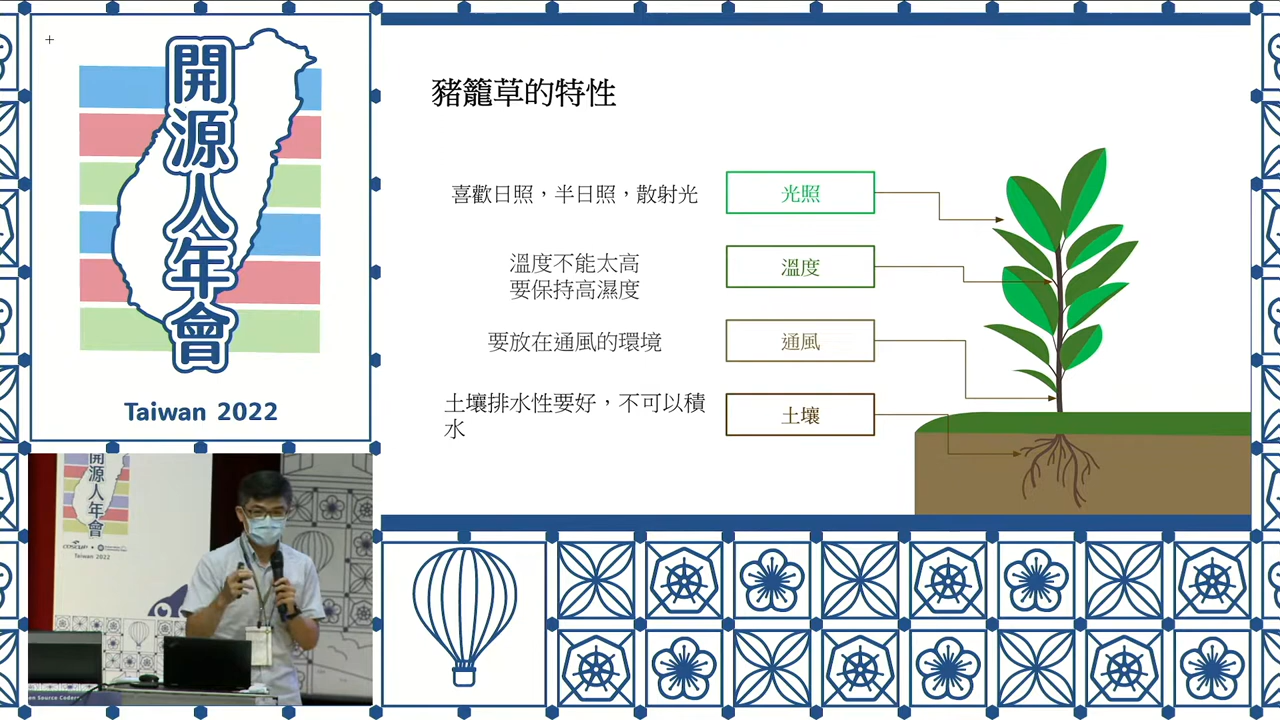 開源人年會
Taiwan 2022
豬籠草的特性
喜歡日照，半日照，散射光
光照
溫度不能太高
要保持高濕度
溫度
要放在通風的環境
通風
土壤排水性要好，不可以積
水
土壤
開源人年會
Taiwan 2022